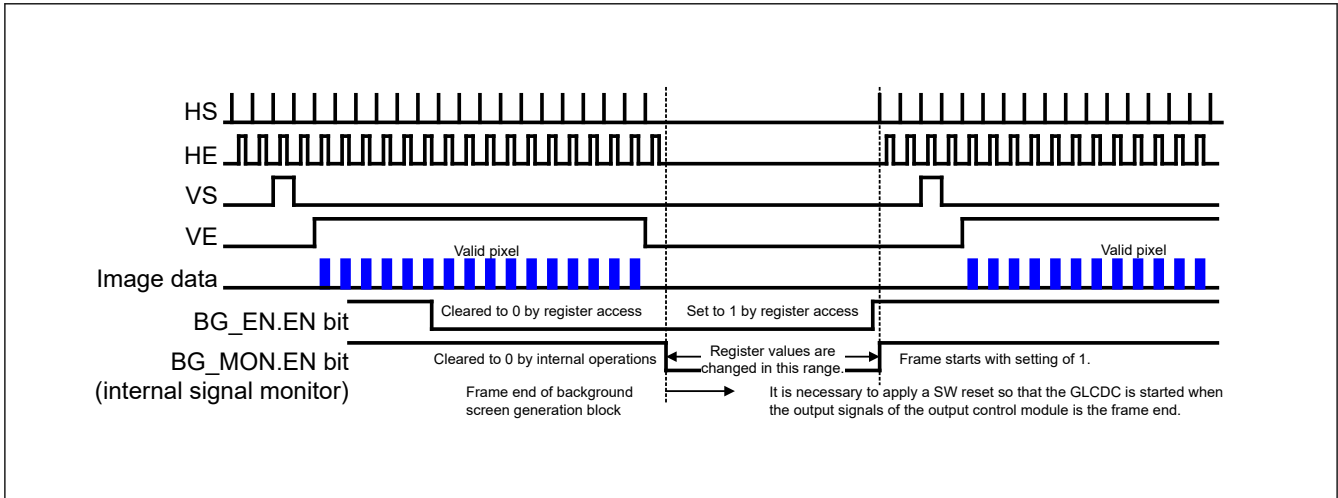 HS
HE
VS
VE
Valid pixel
Valid pixel
Image data
BG_EN.EN bit
Cleared to 0 by register access
Set to 1 by register access
BG_MON.EN bit
(internal signal monitor)
Cleared to 0 by internal operations
Register values are
changed in this range.
Frame starts with setting of 1.
Frame end of background
screen generation block
It is necessary to apply a SW reset so that the GLCDC is started when
the output signals of the output control module is the frame end.